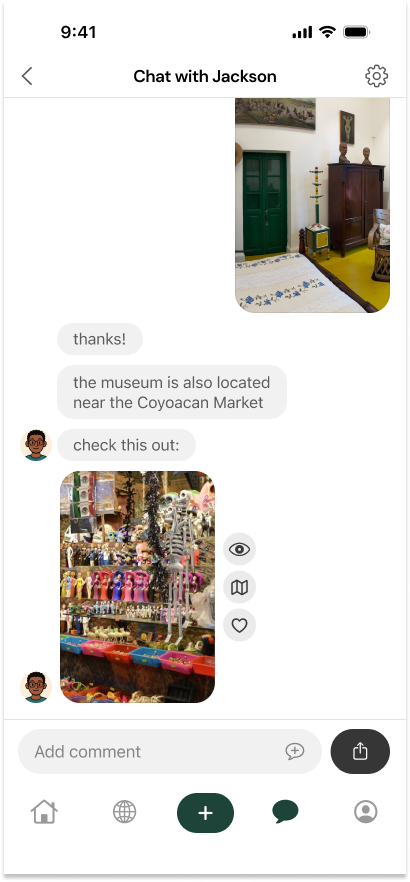 9:41
Chat with Jackson
thanks!
the museum is also located
near the Coyoacan Market
check this out:
Add comment